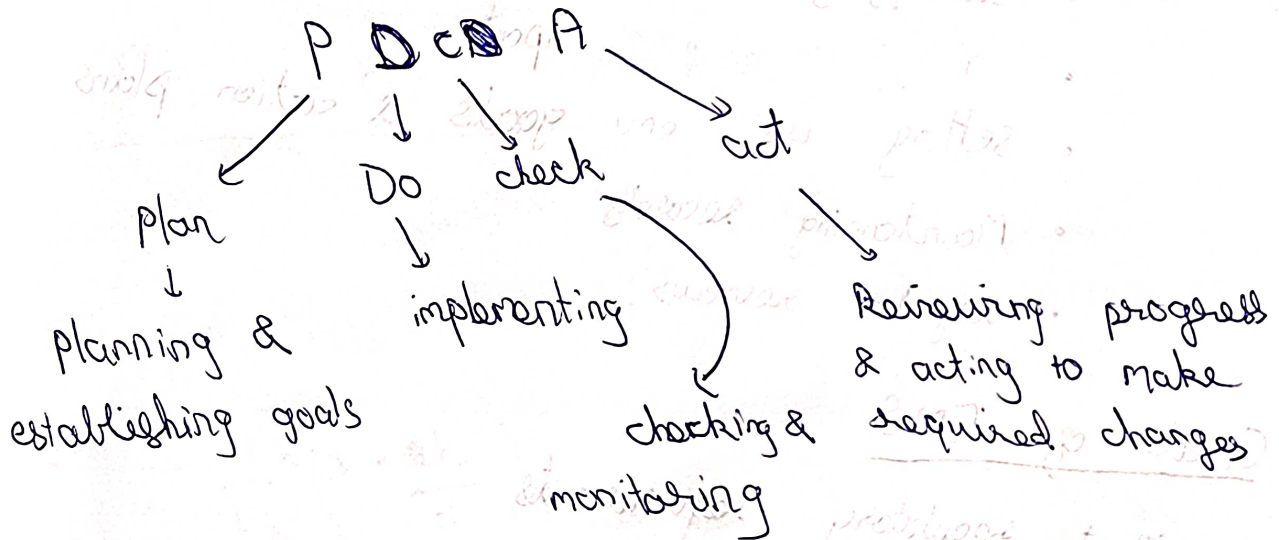 P D C A
Plan
Do
check
act
planning &
establishing goals
implementing
checking &
monitoring
Reviewing progress
& acting to make
required changes